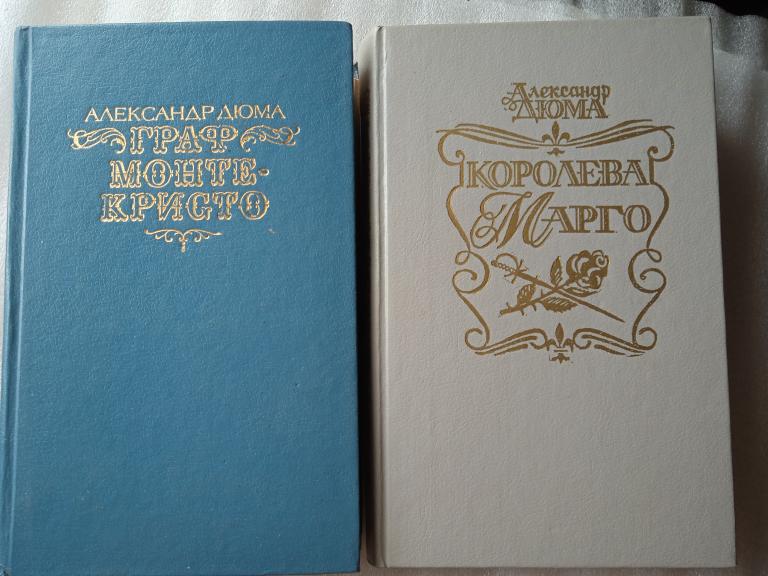 АЛЕКСАНДР ДЮМА
ГРАФ
МОНТЕ-
КРИСТО
Александр
ДЮМА
КОРОЛЕВА
МАРГО